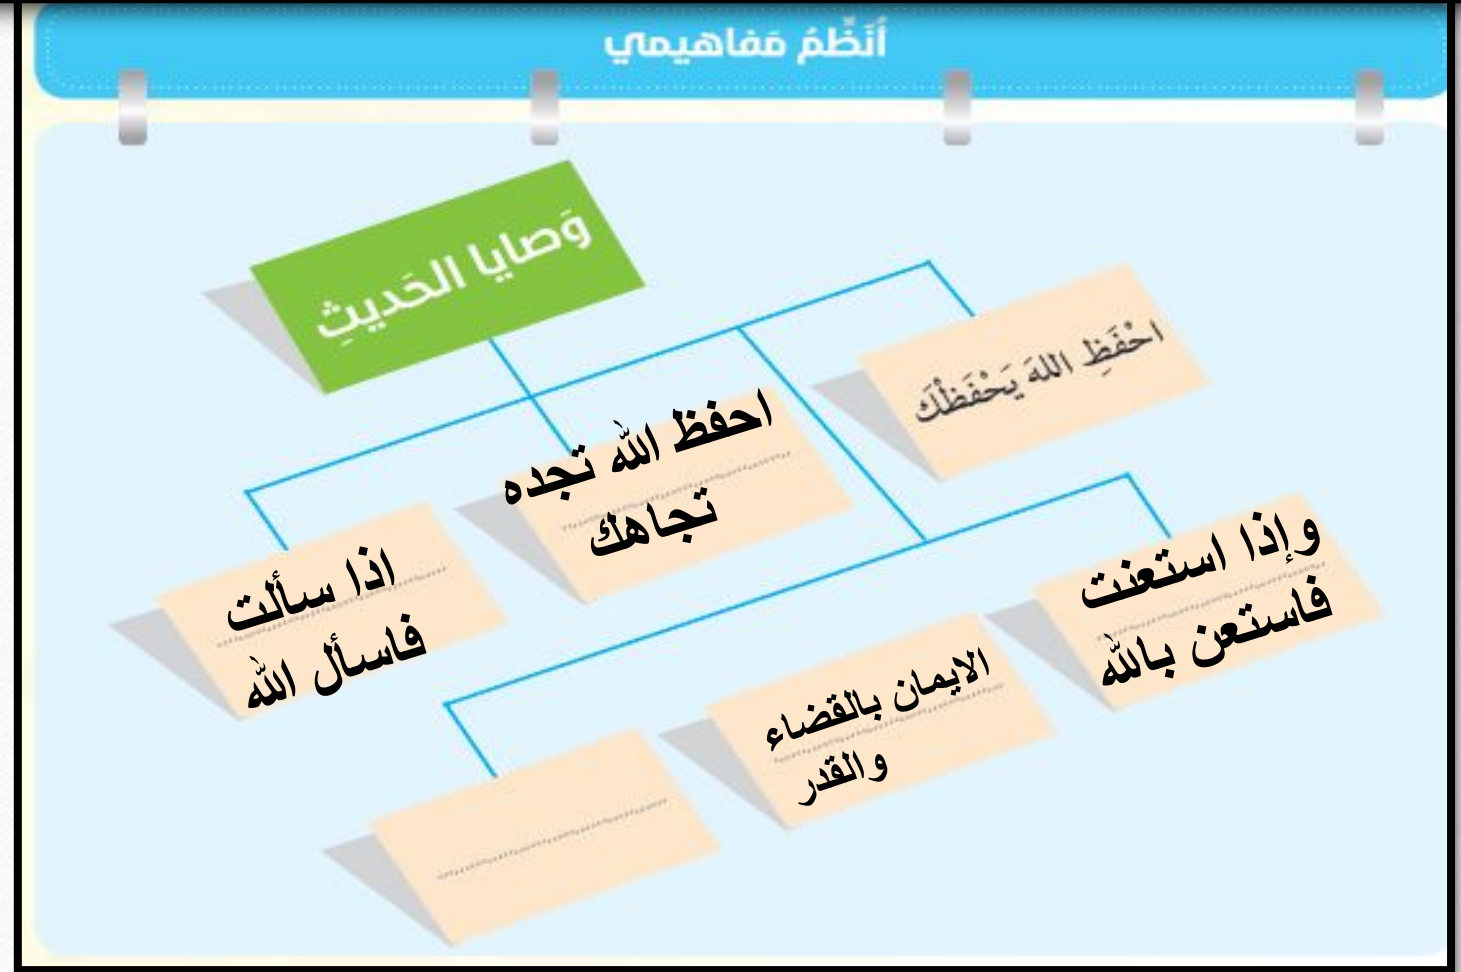 أُنَظِّمُ مَفاهيمي
وَصايا الحَديثِ
احْفَظِ اللهَ يَحْفَظْكَ
احفظ الله تجده
تجاهك
اذا سألت
فاسأل الله
وإذا استعنت
فاستعن بالله
الايمان بالقضاء
والقدر